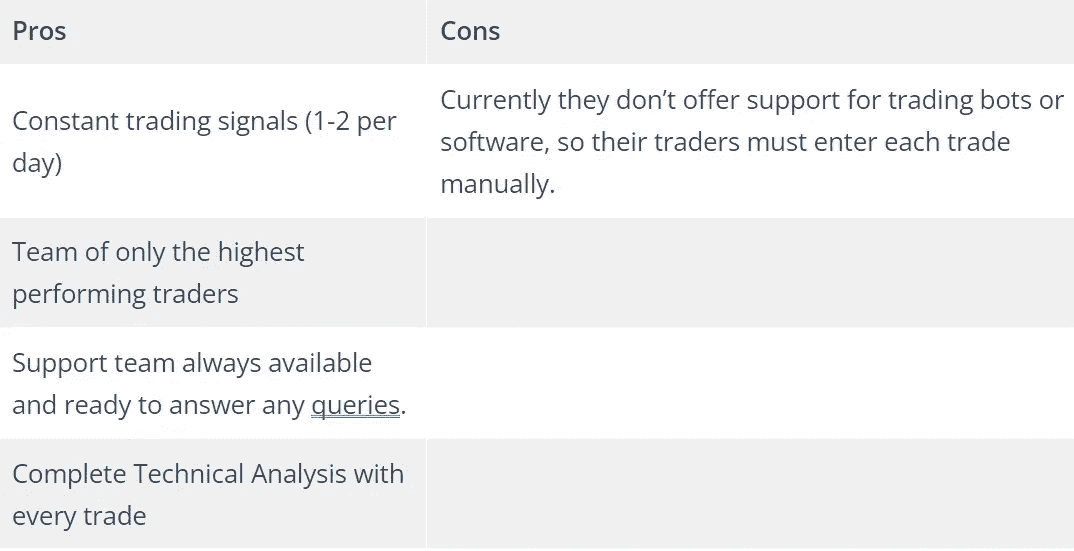 Pros
Cons
Constant trading signals (1-2 per
day)
Currently they don’t offer support for trading bots or
software, so their traders must enter each trade
manually.
Team of only the highest
performing traders
Support team always available
and ready to answer any queries.
Complete Technical Analysis with
every trade